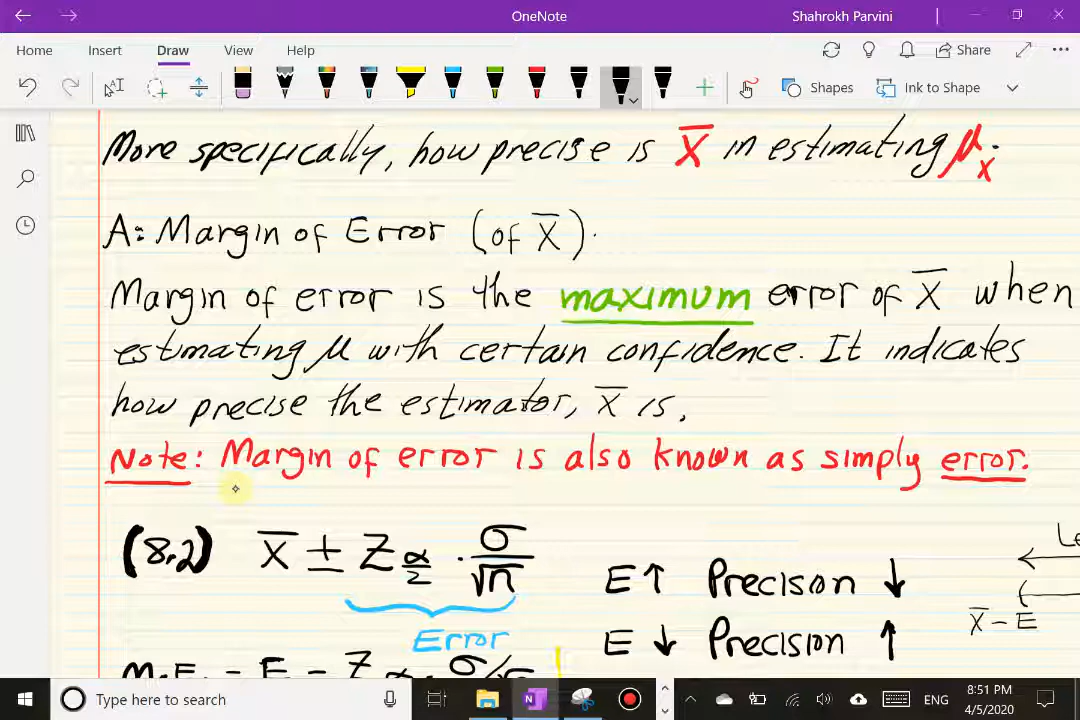 OneNote
Shahrokh Parvini
Home Insert Draw View Help
Share
Shapes
Ink to Shape
More specifically, how precise is X̅ in estimating μx.
A: Margin of Error (of X̅).
Margin of error is the maximum error of X̅ when
estimating μ with certain confidence. It indicates
how precise the estimator, X̅ is.
Note: Margin of error is also known as simply error.
(8.2) X̅ ± Z α/2 · σ/√n
Error
E↑ Precison ↓
E ↓ Precision ↑
Le
X̅ - E
M.E. = E = Z
Type here to search
ENG
8:51 PM
4/5/2020